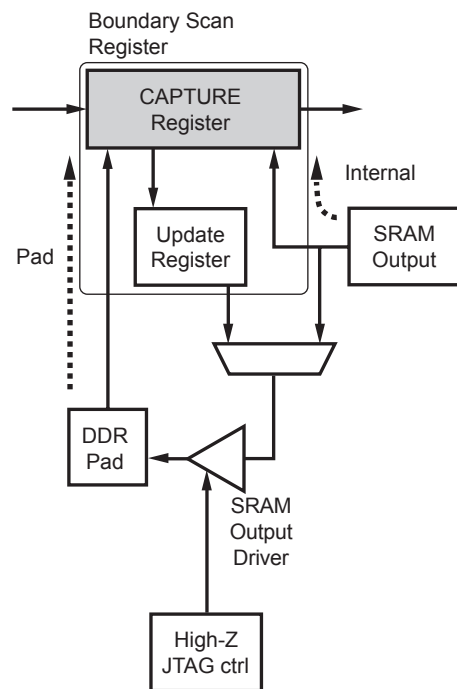 Boundary Scan
Register
CAPTURE
Register
Internal
Update
Register
SRAM
Output
Pad
DDR
Pad
SRAM
Output
Driver
High-Z
JTAG ctrl